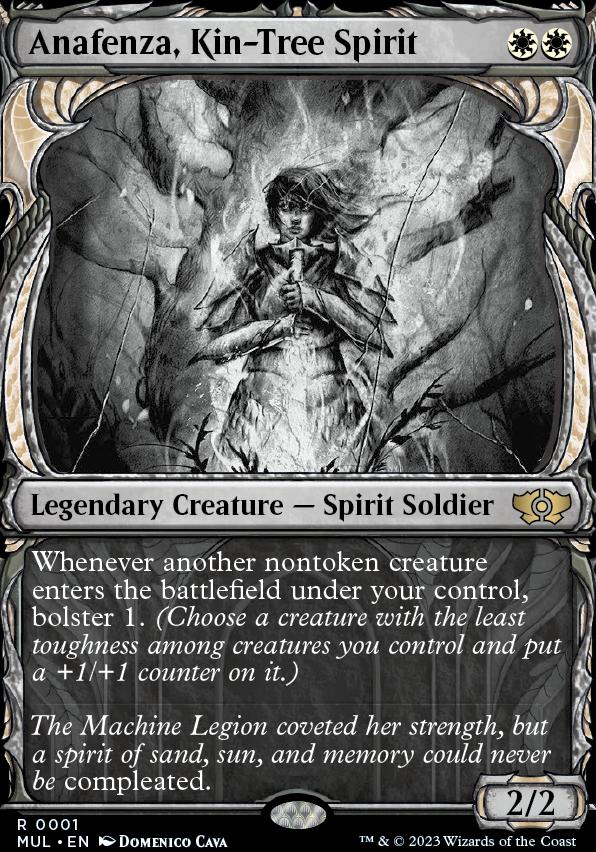 Anafenza, Kin-Tree Spirit
Legendary Creature — Spirit Soldier
Whenever another nontoken creature
enters the battlefield under your control,
bolster 1. (Choose a creature with the least
toughness among creatures you control and put
a +1/+1 counter on it.)
The Machine Legion coveted her strength, but
a spirit of sand, sun, and memory could never
be compleated.
2/2
R 0001
MUL • EN Domenico Cava
™ & © 2023 Wizards of the Coast